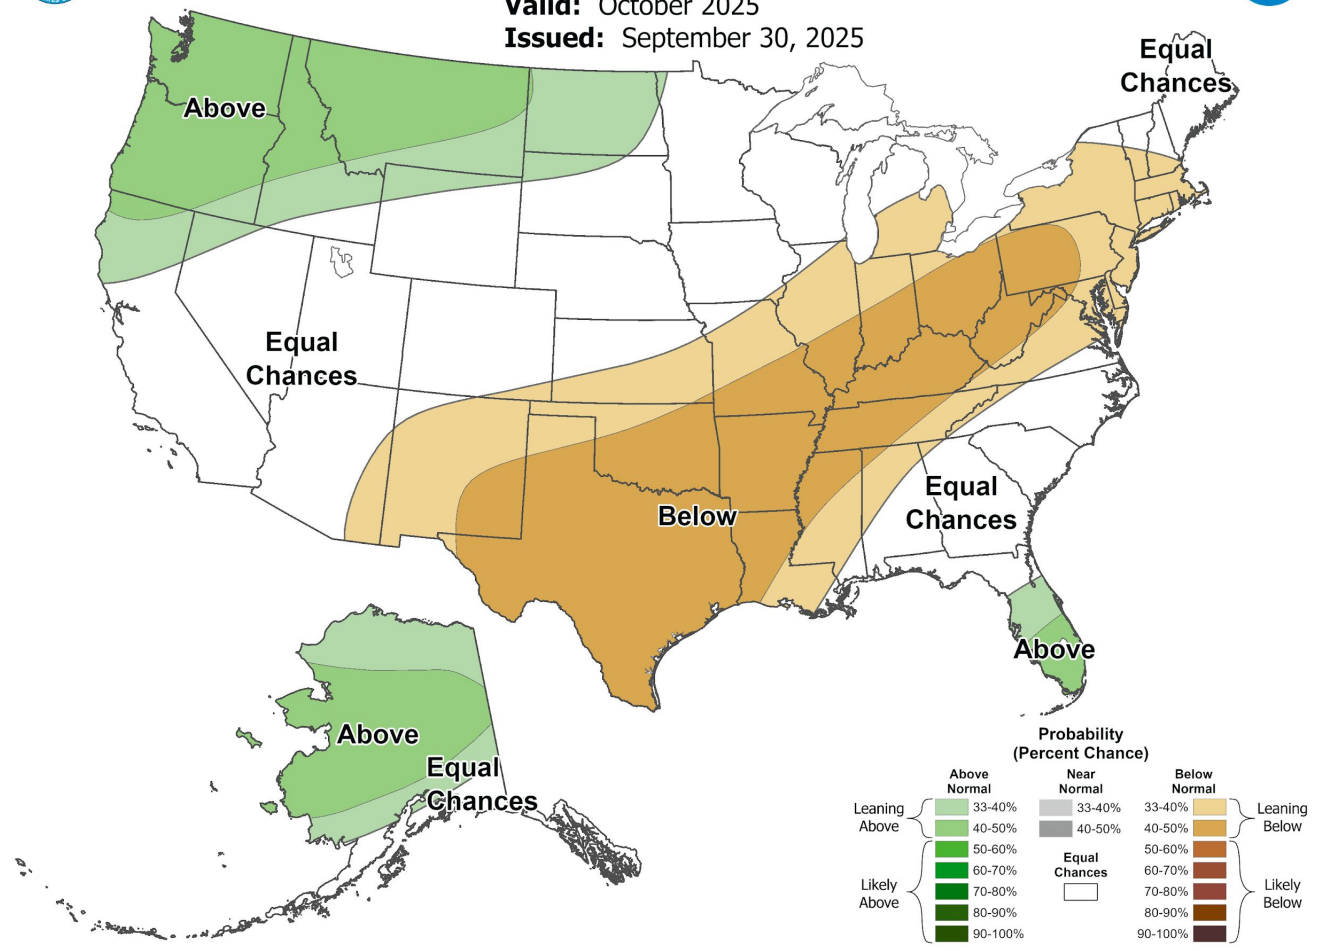 Valid: October 2025
Issued: September 30, 2025
Equal
Chances
Above
Equal
Chances
Equal
Chances
Below
Above
Above
Equal
Chances
Probability
(Percent Chance)
Above
Normal
Near
Normal
Below
Normal
Leaning
Above
33-40%
40-50%
33-40%
40-50%
33-40%
40-50%
Leaning
Below
Likely
Above
50-60%
60-70%
70-80%
80-90%
90-100%
Equal
Chances
50-60%
60-70%
70-80%
80-90%
90-100%
Likely
Below